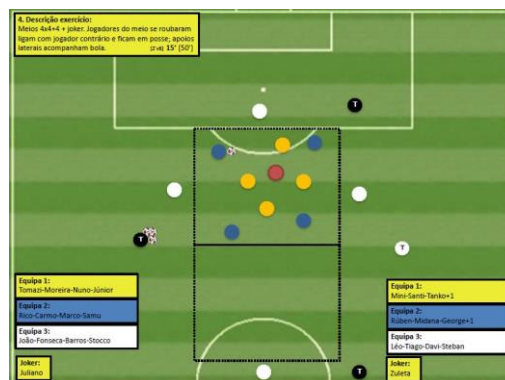 4. Descrição exercício:
Meios 4x4+4 + joker. Jogadores do meio se roubaram
ligam com jogador contrário e ficam em posse; apoios
laterais acompanham bola. 15' (50')
T
T
T
T
Equipa 1:
Tomazi-Moreira-Nuno-Júnior
Equipa 2:
Rico-Carmo-Marco-Samu
Equipa 3:
João-Fonseca-Barros-Stocco
Joker:
Juliano
Equipa 1:
Mini-Santi-Tanko+1
Equipa 2:
Rúben-Midana-George+1
Equipa 3:
Léo-Tiago-Davi-Steban
Joker:
Zuleta